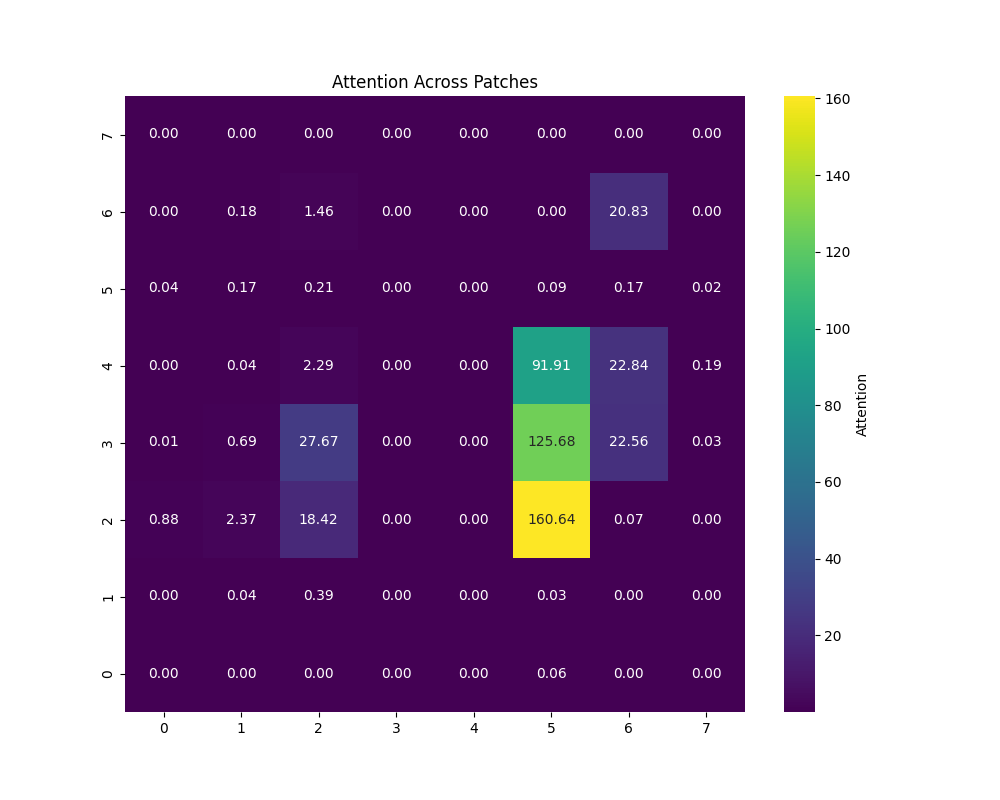 Attention Across Patches
7 0.00 0.00 0.00 0.00 0.00 0.00 0.00 0.00
6 0.00 0.18 1.46 0.00 0.00 0.00 20.83 0.00
5 0.04 0.17 0.21 0.00 0.00 0.09 0.17 0.02
4 0.00 0.04 2.29 0.00 0.00 91.91 22.84 0.19
3 0.01 0.69 27.67 0.00 0.00 125.68 22.56 0.03
2 0.88 2.37 18.42 0.00 0.00 160.64 0.07 0.00
1 0.00 0.04 0.39 0.00 0.00 0.03 0.00 0.00
0 0.00 0.00 0.00 0.00 0.00 0.06 0.00 0.00
0 1 2 3 4 5 6 7
160
140
120
100
80
60
40
20
Attention